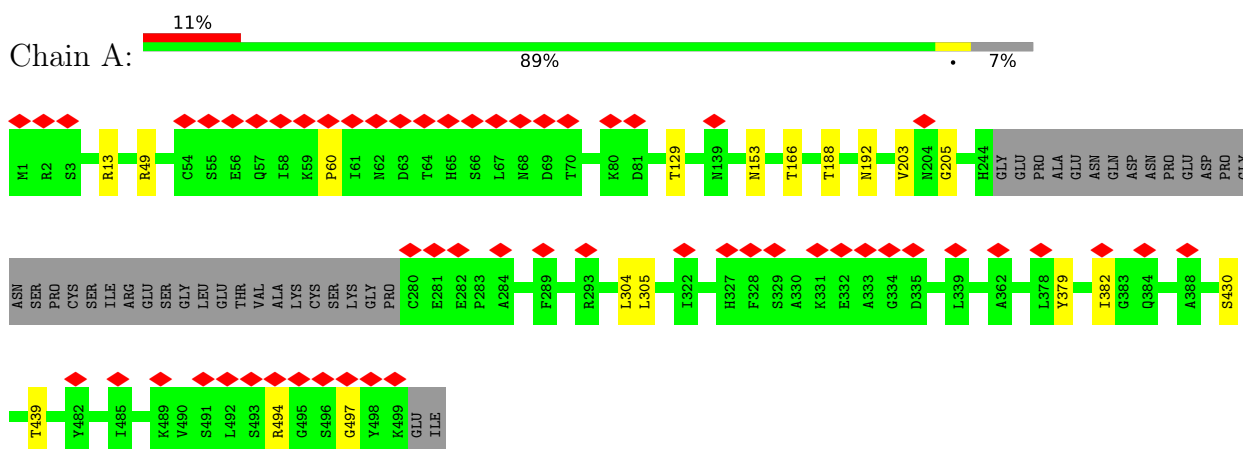 11%
Chain A:
89% • 7%
M1 R2 S3 R13 R49 C54 S55 E56 Q57 I58 K59 P60 I61 N62 D63 T64 H65 S66 L67 N68 D69 T70 K80 D81 T129 N139 N153 T166 T188 N192 V203 N204 G205 H244 GLY GLU PRO ALA GLU ASN GLN ASP ASN PRO GLU ASP PRO GLY
ASN SER PRO CYS SER ILE ARG GLU SER GLY LEU GLU THR VAL ALA LYS CYS SER LYS GLY PRO C280 E281 E282 P283 A284 F289 R293 L304 L305 I322 H327 F328 S329 A330 K331 E332 A333 G334 D335 L339 A362 L378 Y379 I382 G383 Q384 A388 S430
T439 Y482 I485 K489 V490 S491 L492 S493 R494 G495 S496 G497 Y498 K499 GLU ILE